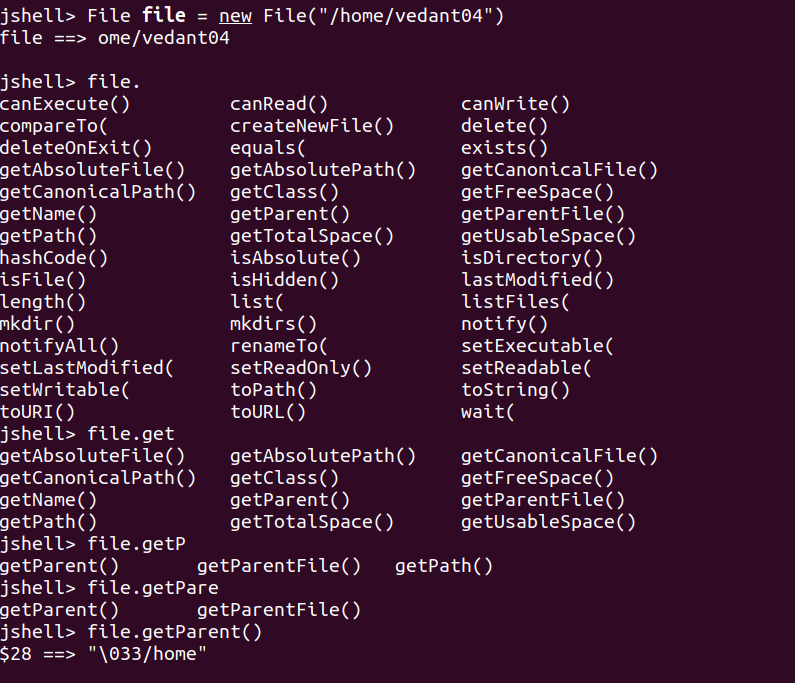 jshell> File file = new File("/home/vedant04")
file ==> ome/vedant04
jshell> file.
canExecute() canRead() canWrite()
compareTo( createNewFile() delete()
deleteOnExit() equals( exists()
getAbsoluteFile() getAbsolutePath() getCanonicalFile()
getCanonicalPath() getClass() getFreeSpace()
getName() getParent() getParentFile()
getPath() getTotalSpace() getUsableSpace()
hashCode() isAbsolute() isDirectory()
isFile() isHidden() lastModified()
length() list( listFiles(
mkdir() mkdirs() notify()
notifyAll() renameTo( setExecutable(
setLastModified( setReadOnly() setReadable(
setWritable( toPath() toString()
toURI() toURL() wait(
jshell> file.get
getAbsoluteFile() getAbsolutePath() getCanonicalFile()
getCanonicalPath() getClass() getFreeSpace()
getName() getParent() getParentFile()
getPath() getTotalSpace() getUsableSpace()
jshell> file.getP
getParent() getParentFile() getPath()
jshell> file.getPare
getParent() getParentFile()
jshell> file.getParent()
$28 ==> "\033/home"